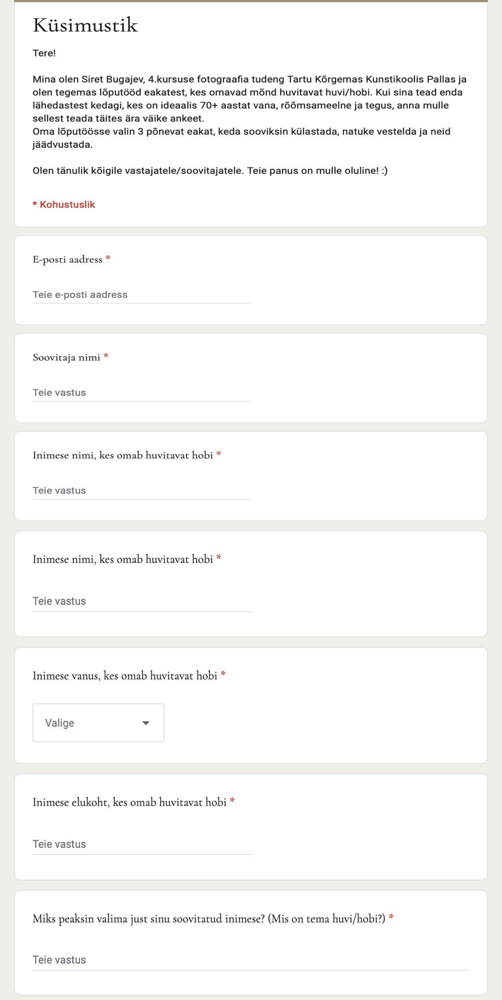 Küsimustik
Tere!
Mina olen Siret Bugajev, 4.kursuse fotograafia tudeng Tartu Kõrgemas Kunstikoolis Pallas ja
olen tegemas lõputööd eakatest, kes omavad mõnd huvitavat huvi/hobi. Kui sina tead enda
lähedastest kedagi, kes on ideaalis 70+ aastat vana, rõõmsameelne ja tegus, anna mulle
sellest teada täites ära väike ankeet.
Oma lõputöösse valin 3 põnevat eakat, keda sooviksin külastada, natuke vestelda ja neid
jäädvustada.
Olen tänulik kõigile vastajatele/soovitajatele. Teie panus on mulle oluline! :)
* Kohustuslik
E-posti aadress *
Teie e-posti aadress
Soovitaja nimi *
Teie vastus
Inimese nimi, kes omab huvitavat hobi *
Teie vastus
Inimese nimi, kes omab huvitavat hobi *
Teie vastus
Inimese vanus, kes omab huvitavat hobi *
Valige
Inimese elukoht, kes omab huvitavat hobi *
Teie vastus
Miks peaksin valima just sinu soovitatud inimese? (Mis on tema huvi/hobi?) *
Teie vastus